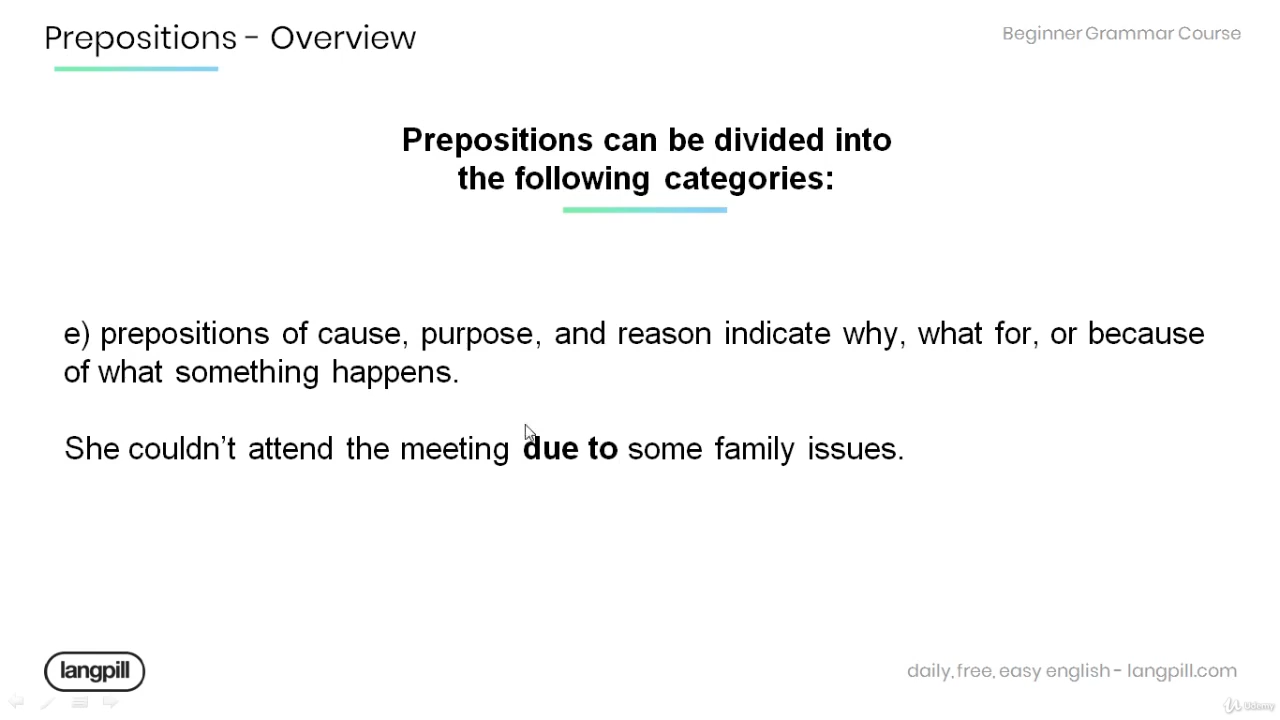 Prepositions - Overview
Beginner Grammar Course
Prepositions can be divided into
the following categories:
e) prepositions of cause, purpose, and reason indicate why, what for, or because
of what something happens.
She couldn't attend the meeting due to some family issues.
langpill
daily, free, easy english - langpill.com
Udemy